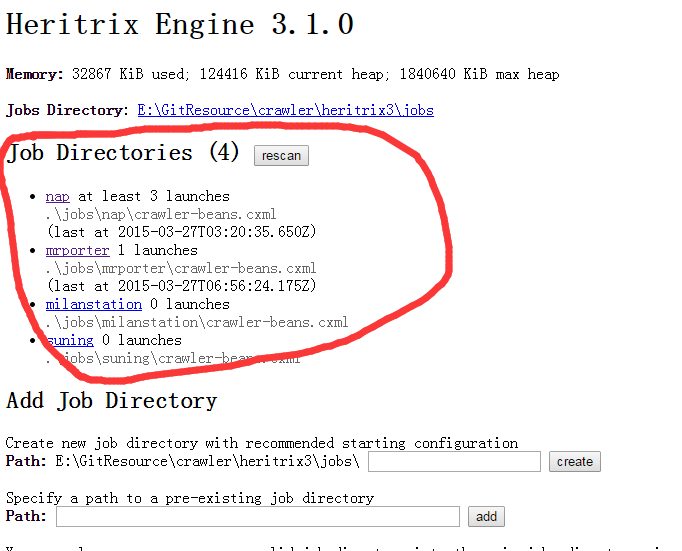 Heritrix Engine 3.1.0
Memory: 32867 KiB used; 124416 KiB current heap; 1840640 KiB max heap
Jobs Directory: E:\GitResource\crawler\heritrix3\jobs
Job Directories (4) rescan
nap at least 3 launches
.\jobs\nap\crawler-beans.cxml
(last at 2015-03-27T03:20:35.650Z)
mrporter 1 launches
.\jobs\mrporter\crawler-beans.cxml
(last at 2015-03-27T06:56:24.175Z)
milanstation 0 launches
.\jobs\milanstation\crawler-beans.cxml
suning 0 launches
.\jobs\suning\crawler-beans.cxml
Add Job Directory
Create new job directory with recommended starting configuration
Path: E:\GitResource\crawler\heritrix3\jobs\ create
Specify a path to a pre-existing job directory
Path: add